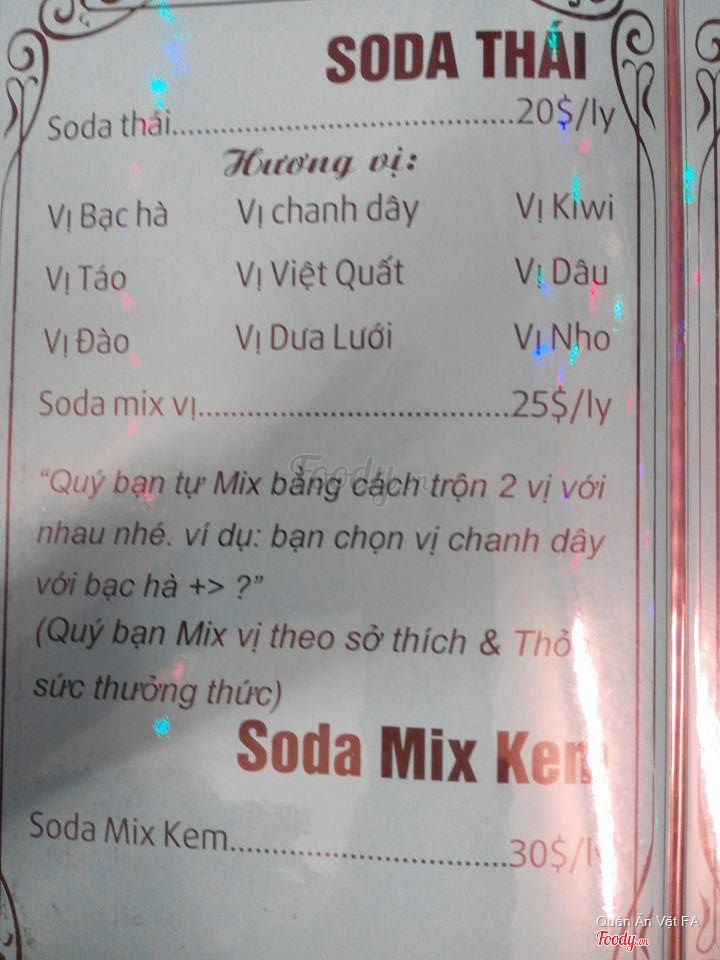 SODA THÁI
Soda thái..............................................20$/ly
Hương vị:
Vị Bạc hà Vị chanh dây Vị Kiwi
Vị Táo Vị Việt Quất Vị Dâu
Vị Đào Vị Dưa Lưới Vị Nho
Soda mix vị.........................................25$/ly
“Quý bạn tự Mix bằng cách trộn 2 vị với
nhau nhé. ví dụ: bạn chọn vị chanh dây
với bạc hà +> ?”
(Quý bạn Mix vị theo sở thích & Thỏ
sức thưởng thức)
Soda Mix Kem
Soda Mix Kem....................................30$/l
Foody.vn
Quán Ăn Vặt FA
Foody.vn